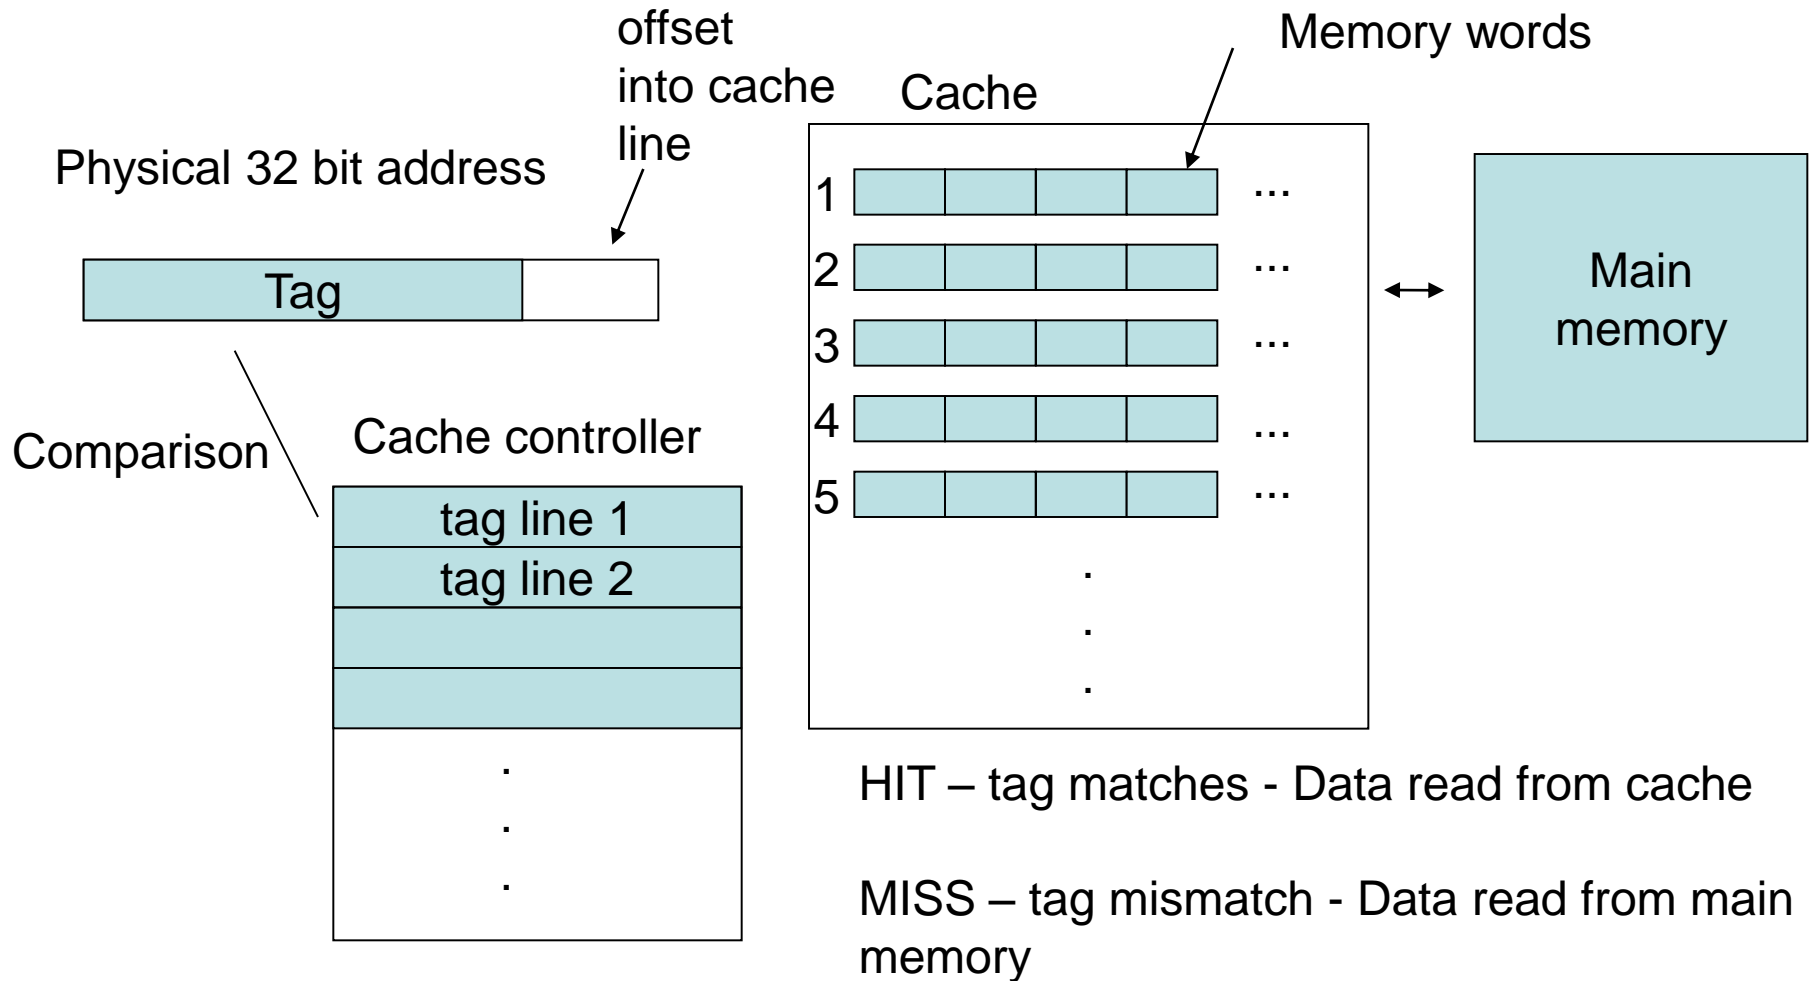 offset
into cache
line
Memory words
Cache
Physical 32 bit address
Tag
1
...
2
...
3
...
4
...
5
...
.
.
.
Main
memory
Comparison
Cache controller
tag line 1
tag line 2
.
.
.
HIT – tag matches - Data read from cache
MISS – tag mismatch - Data read from main
memory